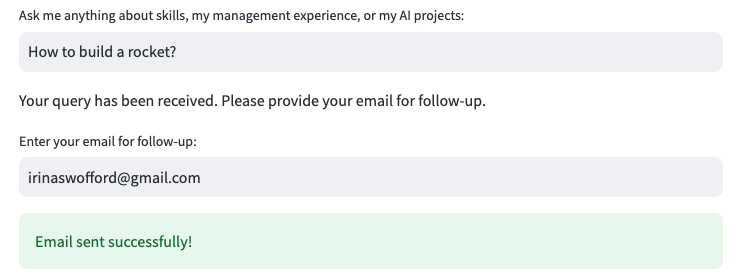 Ask me anything about skills, my management experience, or my AI projects:
How to build a rocket?
Your query has been received. Please provide your email for follow-up.
Enter your email for follow-up:
irinaswofford@gmail.com
Email sent successfully!